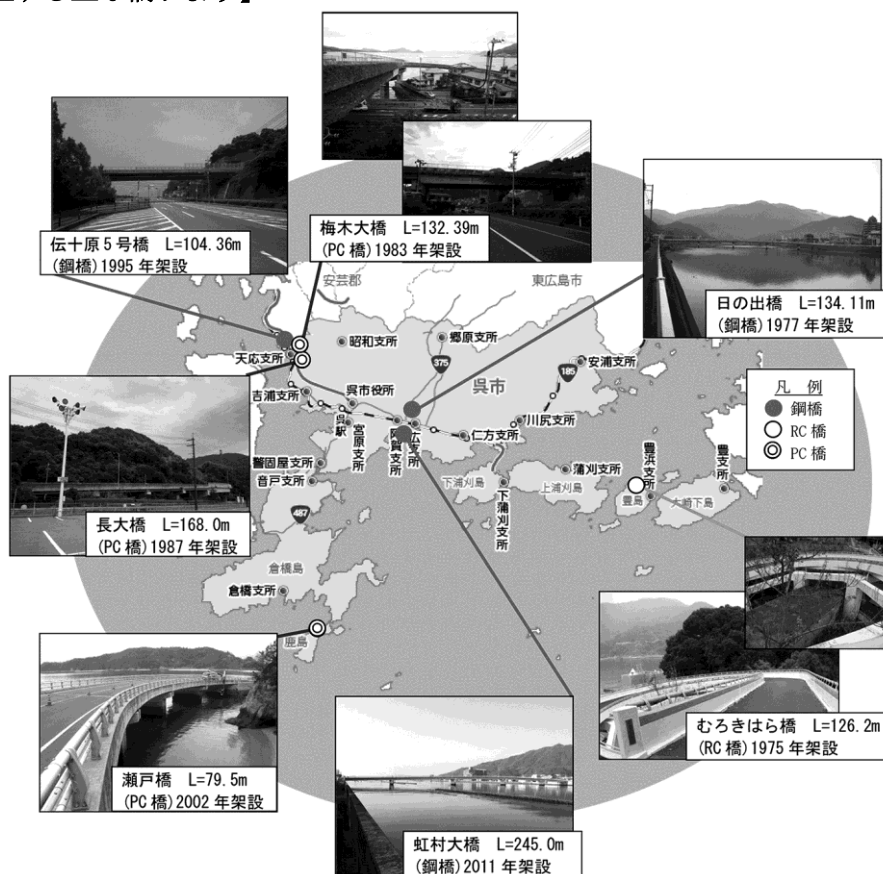 伝十原5号橋 L=104.36m
(鋼橋)1995年架設
梅木大橋 L=132.39m
(PC橋)1983年架設
日の出橋 L=134.11m
(鋼橋)1977年架設
安芸郡
東広島市
昭和支所
郷原支所
375
安浦支所
185
呉市
天応支所
吉浦支所
呉市役所
呉駅
宮原支所
阿賀支所
広支所
仁方支所
川尻支所
凡 例
鋼橋
RC橋
PC橋
警固屋支所
音戸支所
487
下蒲刈島
下蒲刈支所
蒲刈支所
上蒲刈島
豊浜支所
豊島
豊支所
大崎下島
長大橋 L=168.0m
(PC橋)1987年架設
倉橋島
倉橋支所
鹿島
瀬戸橋 L=79.5m
(PC橋)2002年架設
むろきはら橋 L=126.2m
(RC橋)1975年架設
虹村大橋 L=245.0m
(鋼橋)2011年架設